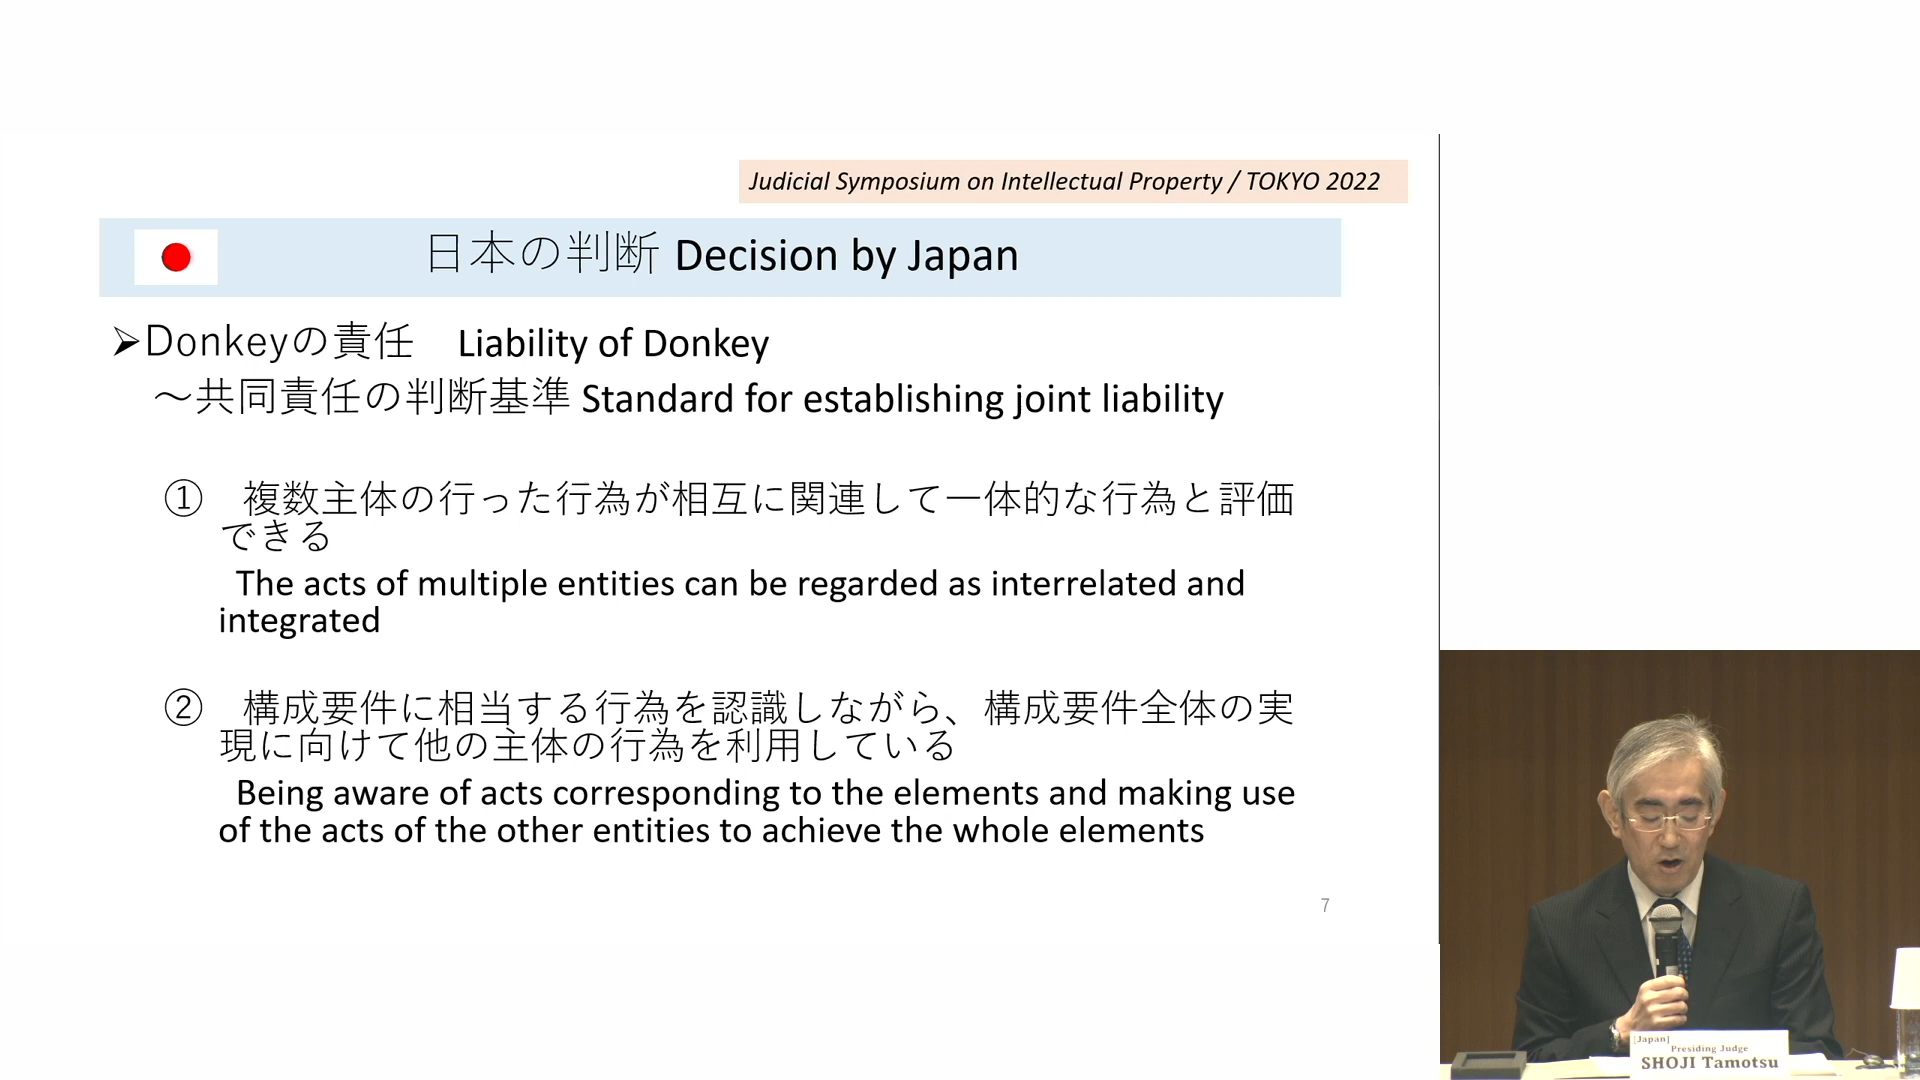 Judicial Symposium on Intellectual Property / TOKYO 2022
日本の判断 Decision by Japan
➢Donkeyの責任 Liability of Donkey
～共同責任の判断基準 Standard for establishing joint liability
① 複数主体の行った行為が相互に関連して一体的な行為と評価
できる
The acts of multiple entities can be regarded as interrelated and
integrated
② 構成要件に相当する行為を認識しながら、構成要件全体の実
現に向けて他の主体の行為を利用している
Being aware of acts corresponding to the elements and making use
of the acts of the other entities to achieve the whole elements
7
[Japan]
Presiding Judge
SHOJI Tamotsu